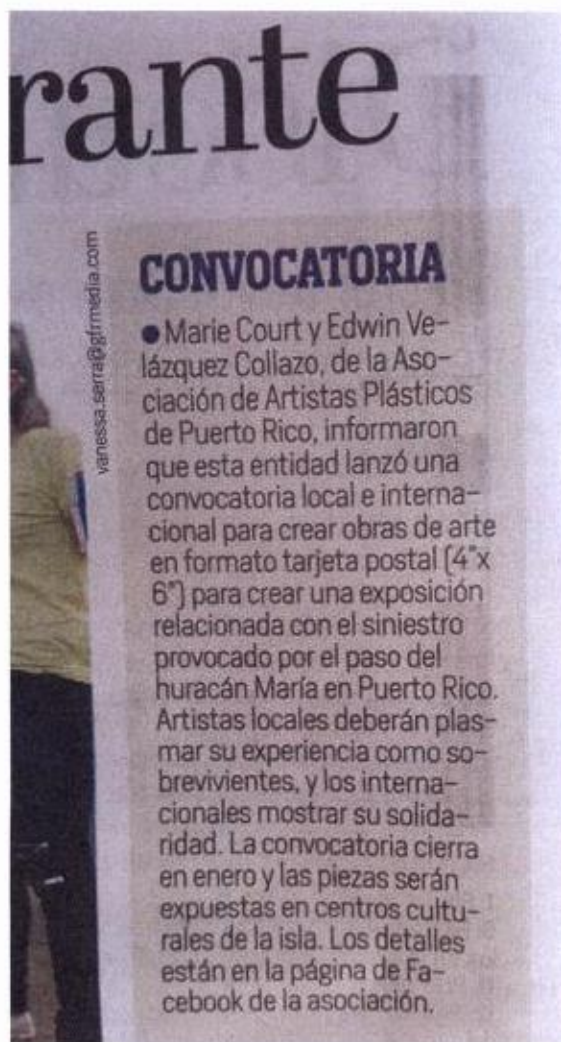 rante
vanessa.serra@gfrmedia.com
CONVOCATORIA
● Marie Court y Edwin Ve-
lázquez Collazo, de la Aso-
ciación de Artistas Plásticos
de Puerto Rico, informaron
que esta entidad lanzó una
convocatoria local e interna-
cional para crear obras de arte
en formato tarjeta postal (4"x
6") para crear una exposición
relacionada con el siniestro
provocado por el paso del
huracán María en Puerto Rico.
Artistas locales deberán plas-
mar su experiencia como so-
brevivientes, y los interna-
cionales mostrar su solida-
ridad. La convocatoria cierra
en enero y las piezas serán
expuestas en centros cultu-
rales de la isla. Los detalles
están en la página de Fa-
cebook de la asociación.